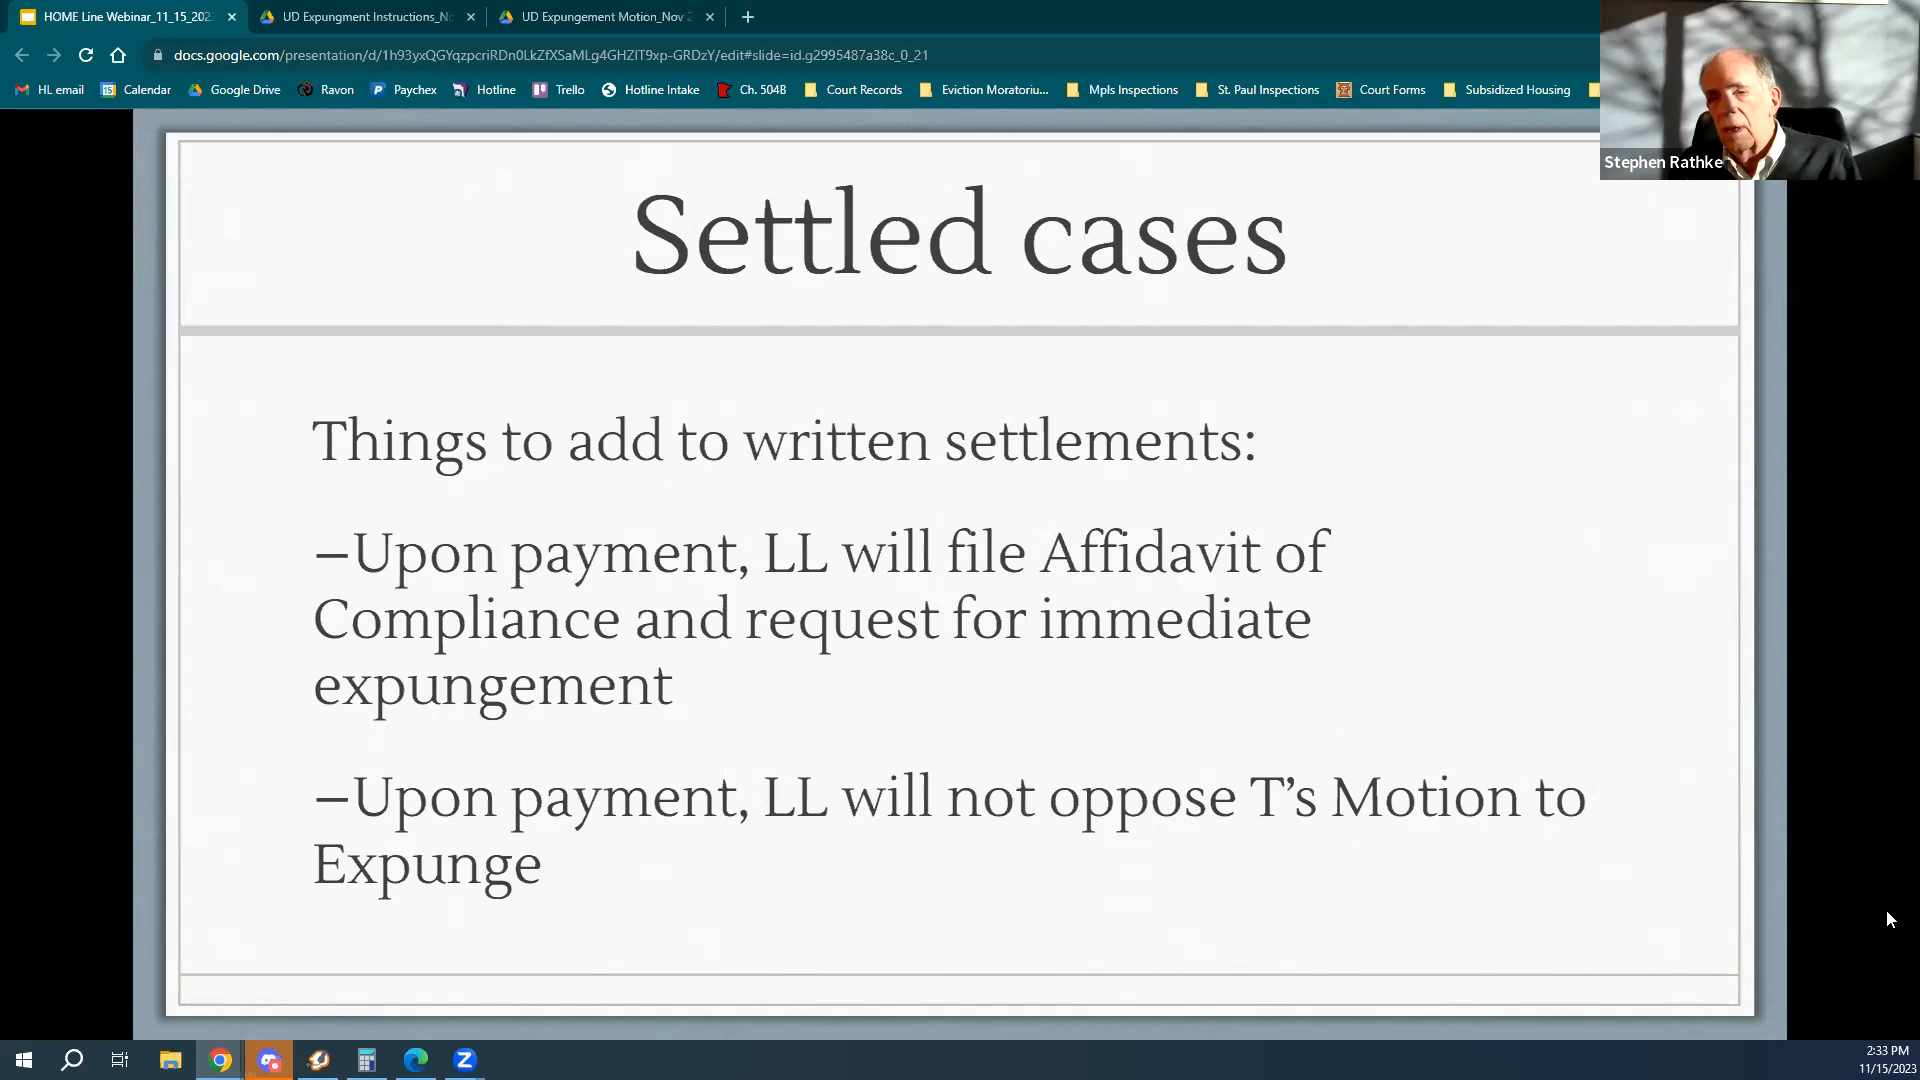 HOME Line Webinar_11_15_202
UD Expungment Instructions_No
UD Expungement Motion_Nov 2
docs.google.com/presentation/d/1h93yxQGYqzpcriRDn0LkZfXSaMLg4GHZIT9xp-GRDzY/edit#slide=id.g2995487a38c_0_21
HL email Calendar Google Drive Ravon Paychex Hotline Trello Hotline Intake Ch. 504B Court Records Eviction Moratoriu... Mpls Inspections St. Paul Inspections Court Forms Subsidized Housing
Stephen Rathke
Settled cases
Things to add to written settlements:
–Upon payment, LL will file Affidavit of
Compliance and request for immediate
expungement
–Upon payment, LL will not oppose T’s Motion to
Expunge
2:33 PM
11/15/2023